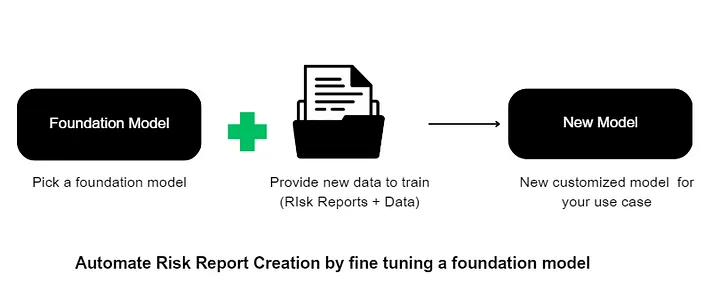 Foundation Model
New Model
Pick a foundation model
Provide new data to train
(RIsk Reports + Data)
New customized model for
your use case
Automate Risk Report Creation by fine tuning a foundation model